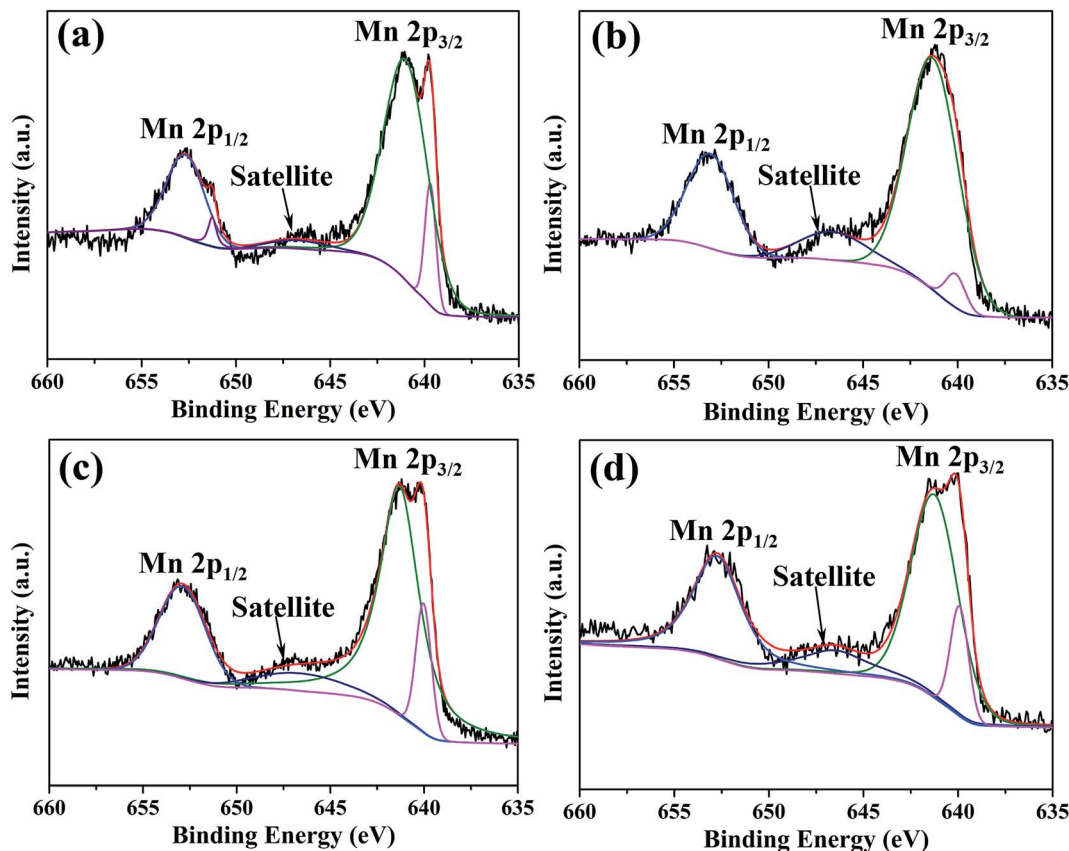 (a)
Mn 2p3/2
Mn 2p1/2
Satellite
Intensity (a.u.)
660 655 650 645 640 635
Binding Energy (eV)
(b)
Mn 2p3/2
Mn 2p1/2
Satellite
Intensity (a.u.)
660 655 650 645 640 635
Binding Energy (eV)
(c)
Mn 2p3/2
Mn 2p1/2
Satellite
Intensity (a.u.)
660 655 650 645 640 635
Binding Energy (eV)
(d)
Mn 2p3/2
Mn 2p1/2
Satellite
Intensity (a.u.)
660 655 650 645 640 635
Binding Energy (eV)